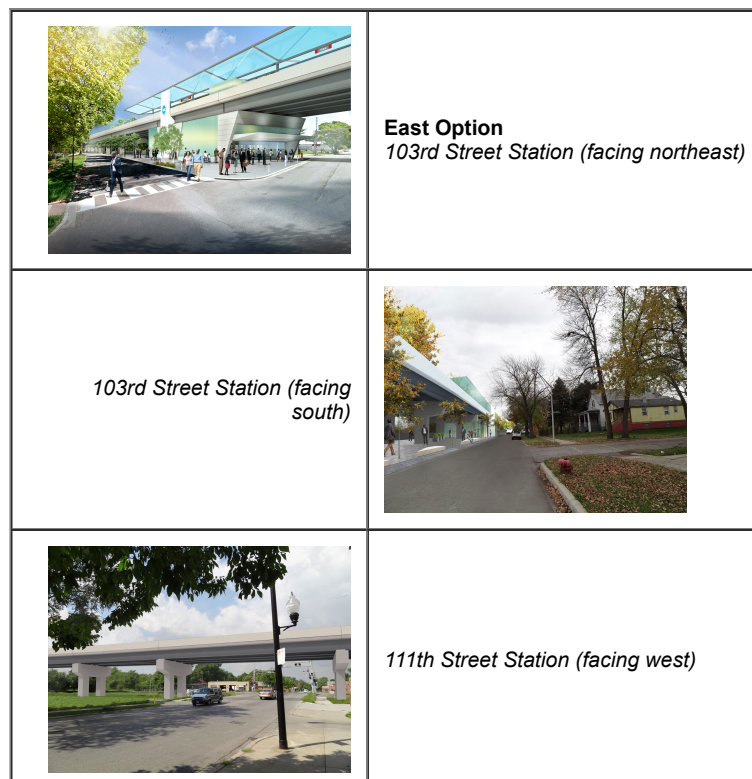 East Option
103rd Street Station (facing northeast)
103rd Street Station (facing
south)
111th Street Station (facing west)